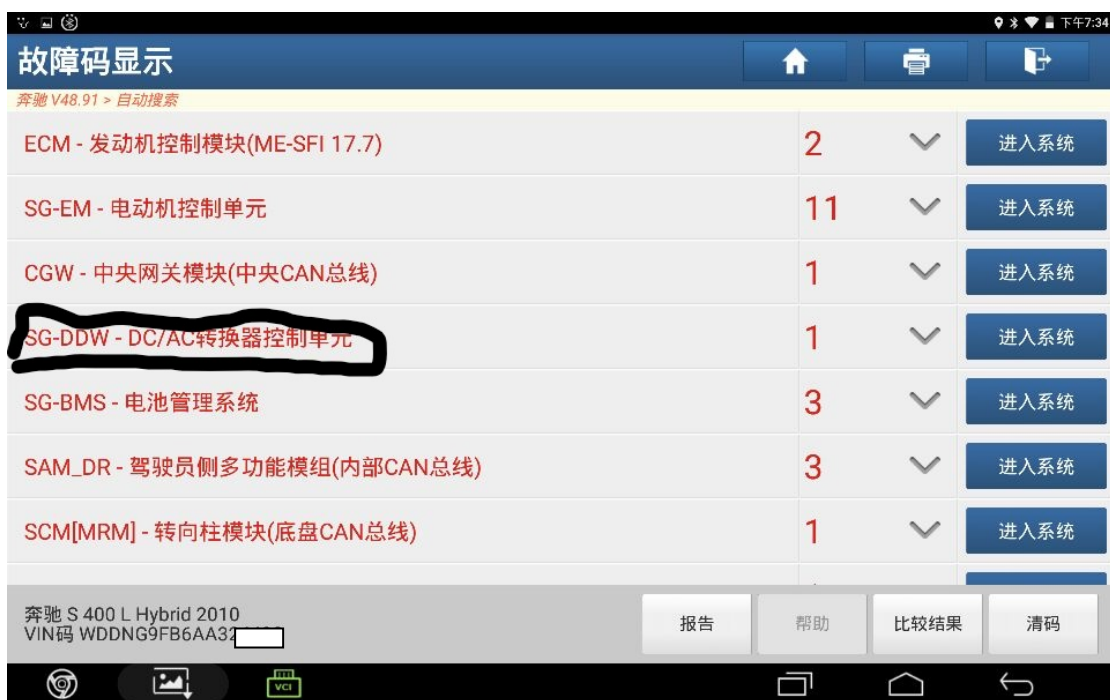 下午7:34
故障码显示
奔驰 V48.91 > 自动搜索
ECM - 发动机控制模块(ME-SFI 17.7) 2 进入系统
SG-EM - 电动机控制单元 11 进入系统
CGW - 中央网关模块(中央CAN总线) 1 进入系统
SG-DDW - DC/AC转换器控制单元 1 进入系统
SG-BMS - 电池管理系统 3 进入系统
SAM_DR - 驾驶员侧多功能模组(内部CAN总线) 3 进入系统
SCM[MRM] - 转向柱模块(底盘CAN总线) 1 进入系统
奔驰 S 400 L Hybrid 2010
VIN码 WDDNG9FB6AA32
报告 帮助 比较结果 清码
VCI